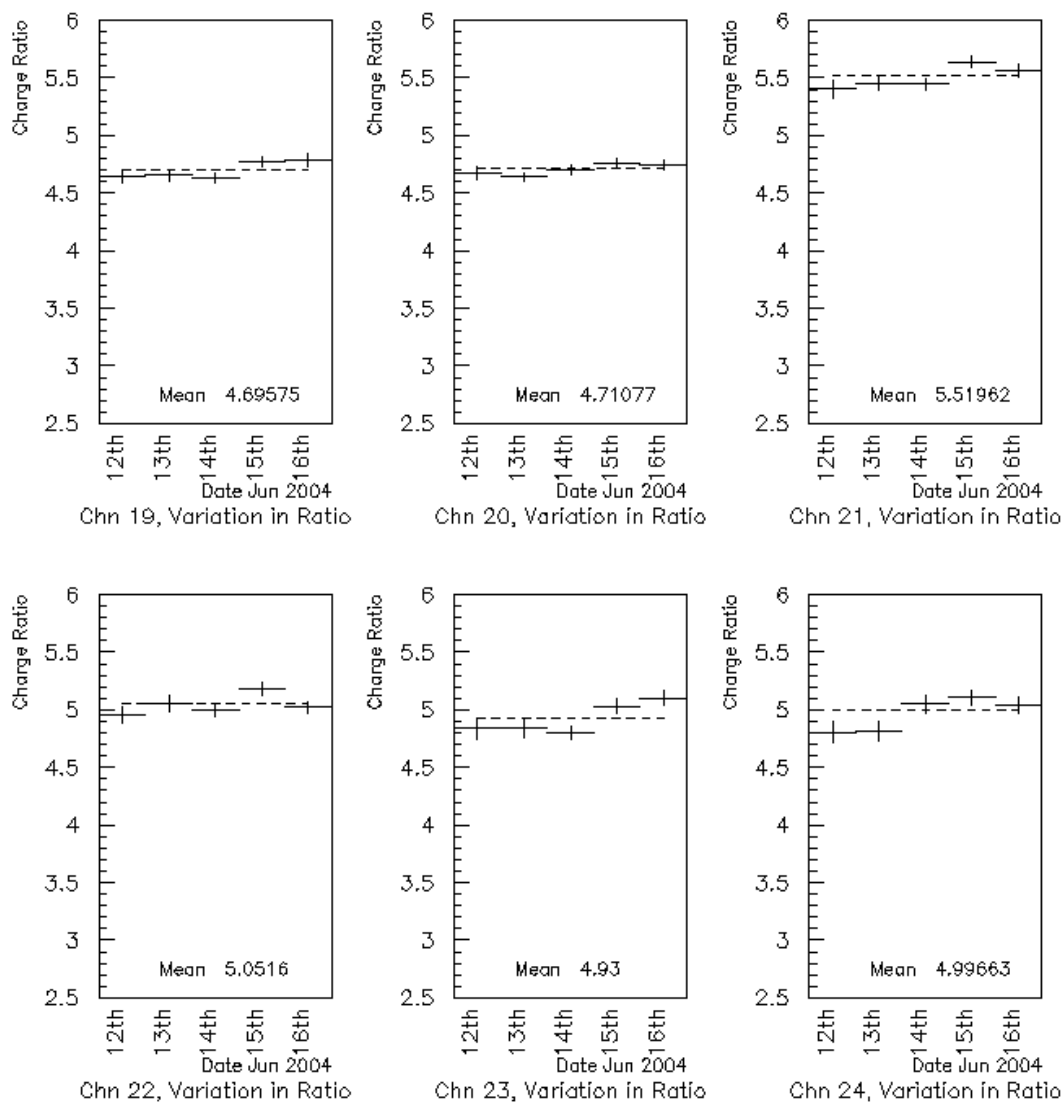 Charge Ratio
6
5.5
5
4.5
4
3.5
3
2.5
Mean 4.69575
12th
13th
14th
15th
16th
Date Jun 2004
Chn 19, Variation in Ratio
Charge Ratio
6
5.5
5
4.5
4
3.5
3
2.5
Mean 4.71077
12th
13th
14th
15th
16th
Date Jun 2004
Chn 20, Variation in Ratio
Charge Ratio
6
5.5
5
4.5
4
3.5
3
2.5
Mean 5.51962
12th
13th
14th
15th
16th
Date Jun 2004
Chn 21, Variation in Ratio
Charge Ratio
6
5.5
5
4.5
4
3.5
3
2.5
Mean 5.0516
12th
13th
14th
15th
16th
Date Jun 2004
Chn 22, Variation in Ratio
Charge Ratio
6
5.5
5
4.5
4
3.5
3
2.5
Mean 4.93
12th
13th
14th
15th
16th
Date Jun 2004
Chn 23, Variation in Ratio
Charge Ratio
6
5.5
5
4.5
4
3.5
3
2.5
Mean 4.99663
12th
13th
14th
15th
16th
Date Jun 2004
Chn 24, Variation in Ratio